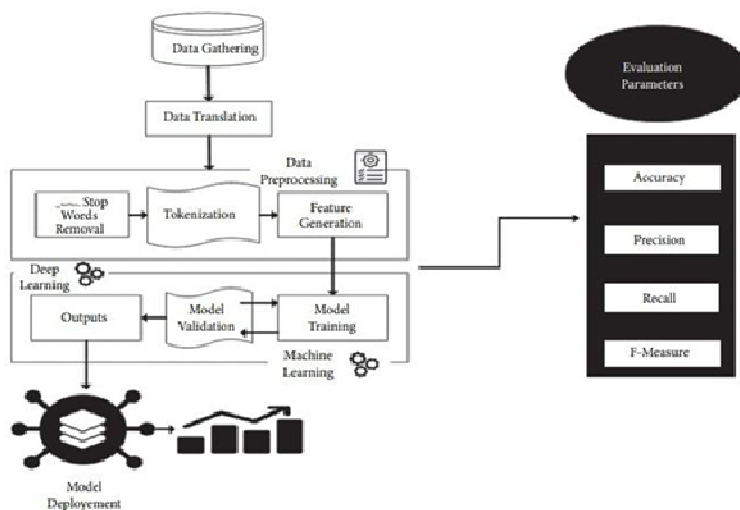 Data Gathering
Data Translation
Data
Preprocessing
Stop
Words
Removal
Tokenization
Feature
Generation
Deep
Learning
Outputs
Model
Validation
Model
Training
Machine
Learning
Model
Deployement
Evaluation
Parameters
Accuracy
Precision
Recall
F-Measure